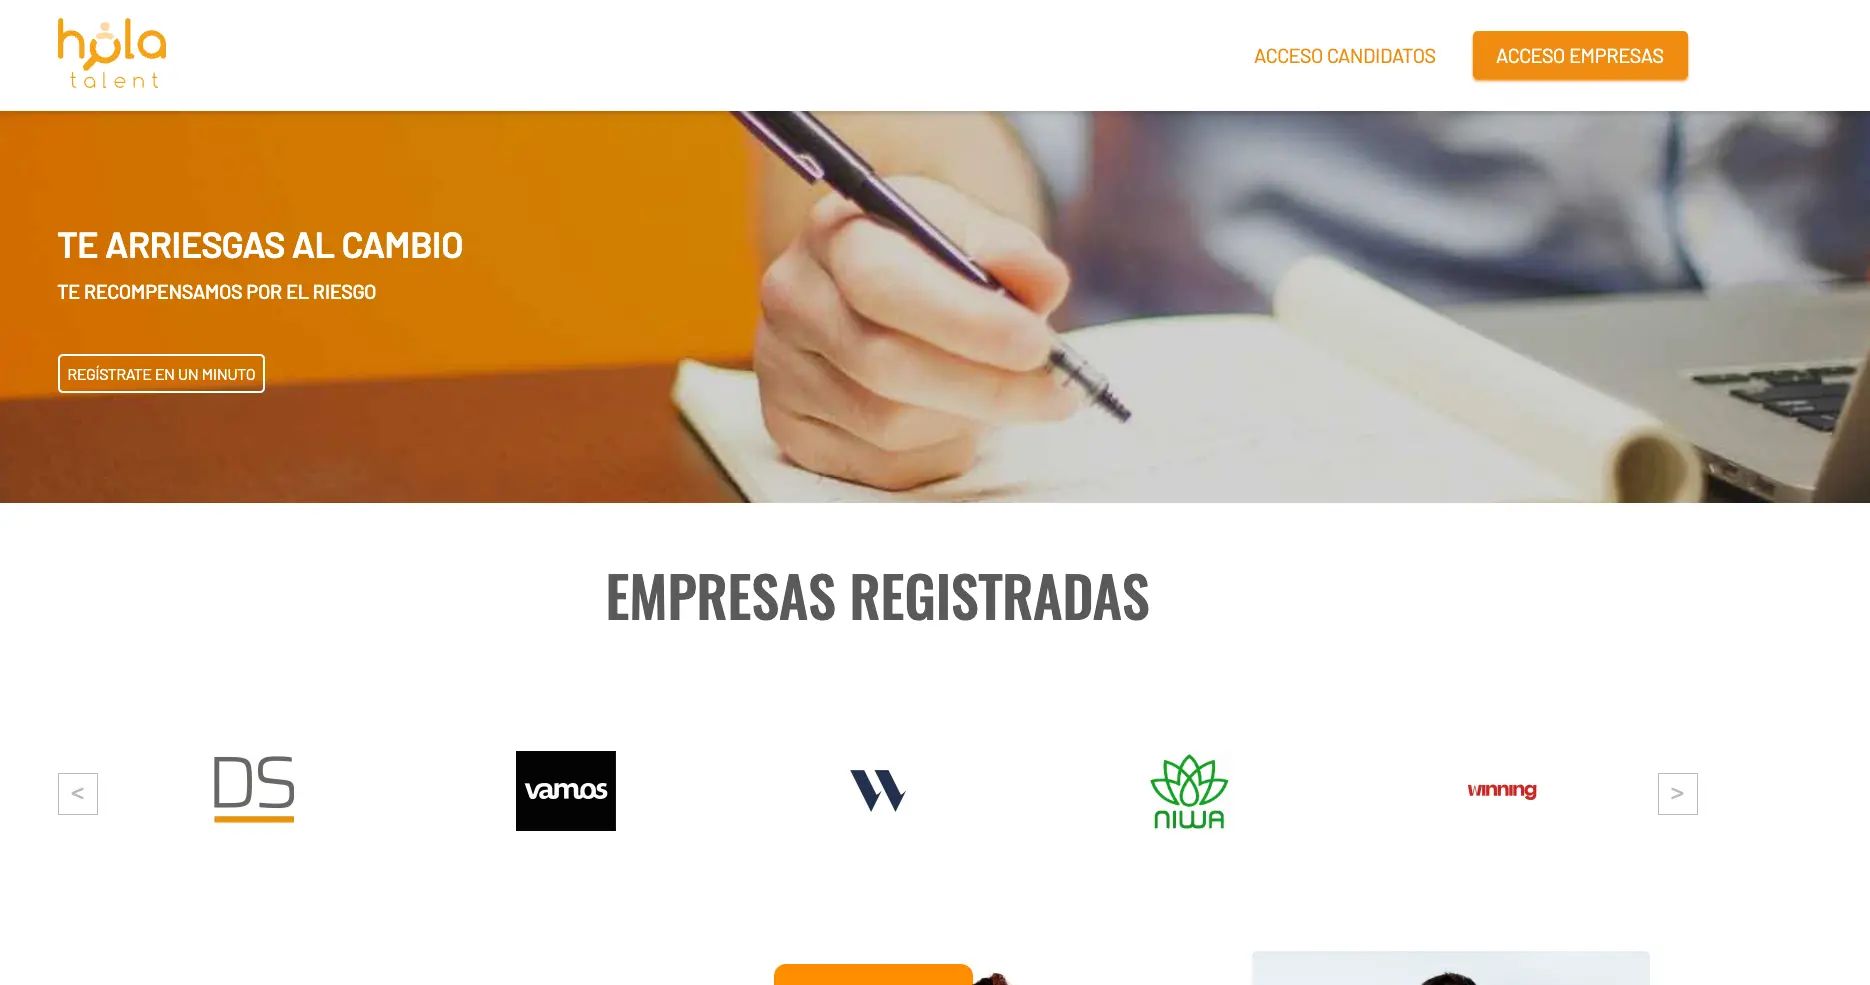 hola
talent
ACCESO CANDIDATOS
ACCESO EMPRESAS
TE ARRIESGAS AL CAMBIO
TE RECOMPENSAMOS POR EL RIESGO
REGÍSTRATE EN UN MINUTO
EMPRESAS REGISTRADAS
<
DS
vamos
W
NIWA
winning
>